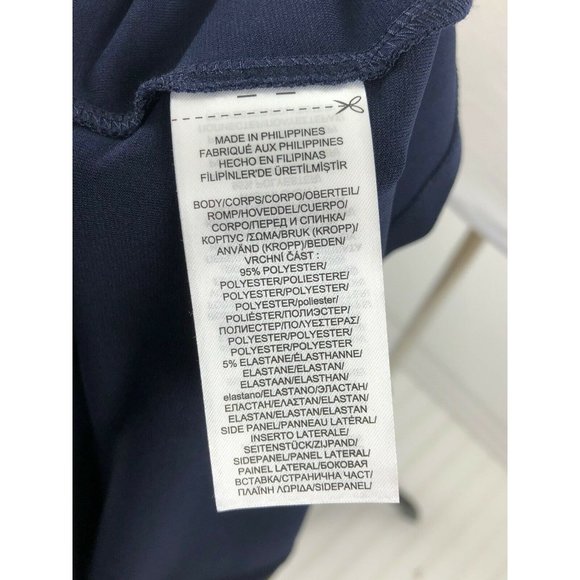 MADE IN PHILIPPINES
FABRIQUÉ AUX PHILIPPINES
HECHO EN FILIPINAS
FİLİPİNLER'DE ÜRETİLMİŞTİR
BODY/CORPS/CORPO/OBERTEIL/
ROMP/HOVEDDEL/CUERPO/
CORPO/ПЕРЕД И СПИНКА/
КОРПУС /ΣΩΜΑ/BRUK (KROPP)/
ANVÄND (KROPP)/BEDEN/
VRCHNÍ ČÁST :
95% POLYESTER/
POLYESTER/POLIESTERE/
POLYESTER/POLYESTER/
POLYESTER/poliester/
POLIÉSTER/ПОЛИЭСТЕР/
ПОЛИЕСТЕР/ΠΟΛΥΕΣΤΕΡΑΣ/
POLYESTER/POLYESTER/
POLYESTER/POLYESTER
5% ELASTANE/ÉLASTHANNE/
ELASTANE/ELASTAN/
ELASTAAN/ELASTHAN/
elastano/ELASTANO/ЭЛАСТАН/
ЕЛАСТАН/ΕΛΑΣΤΑΝ/ELASTAN/
ELASTAN/ELASTAN/ELASTAN
SIDE PANEL/PANNEAU LATÉRAL/
INSERTO LATERALE/
SEITENSTÜCK/ZIJPAND/
SIDEPANEL/PANEL LATERAL/
PAINEL LATERAL/БОКОВАЯ
ВСТАВКА/СТРАНИЧНА ЧАСТ/
ΠΛΑΪΝΗ ΛΩΡΙΔΑ/SIDEPANEL/